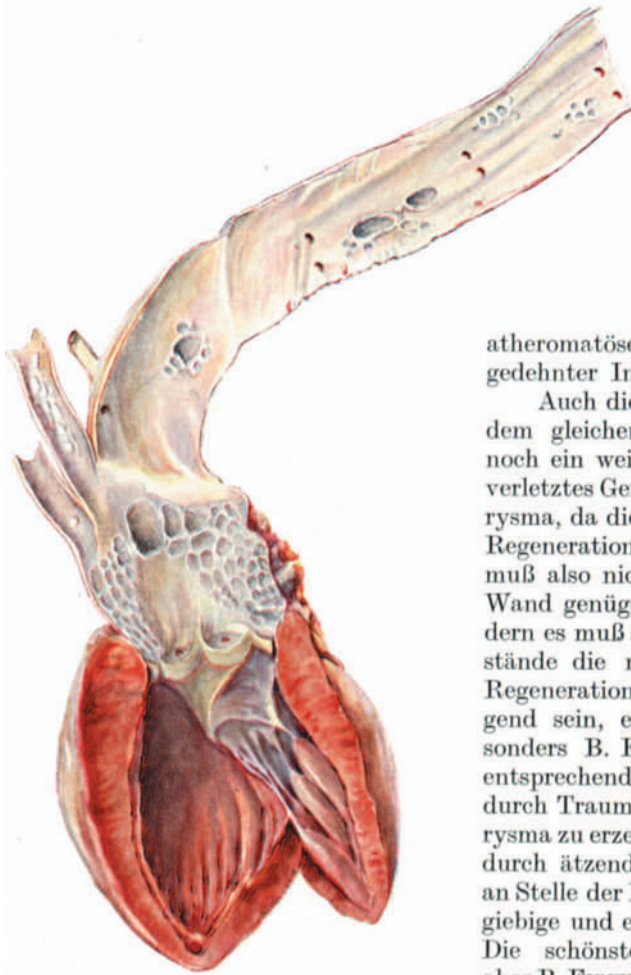 atheromatöse
gedehnter In
Auch die
dem gleichen
noch ein wei
verletztes Ge
rysma, da die
Regeneration
muß also nic
Wand genüg
dern es muß
stände die r
Regeneration
gend sein, e
sonders B. F
entsprechend
durch Traum
rysma zu erze
durch ätzend
an Stelle der
giebige und e
Die schönste